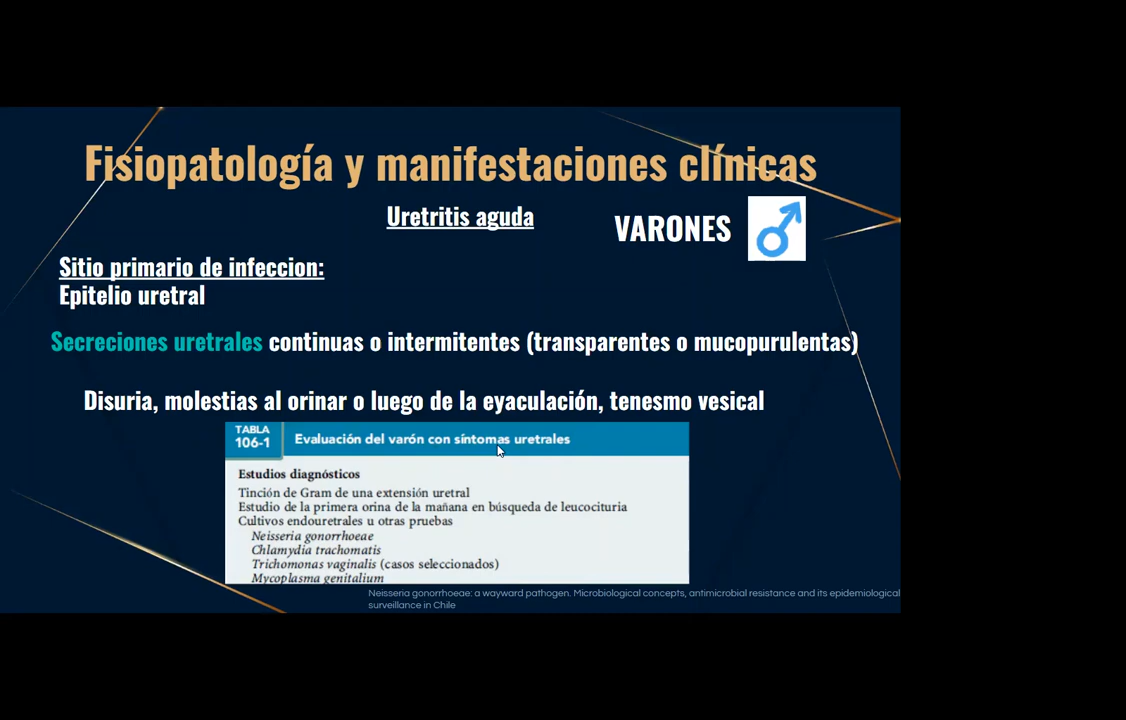 Fisiopatología y manifestaciones clínicas
Uretritis aguda
VARONES
Sitio primario de infeccion:
Epitelio uretral
Secreciones uretrales continuas o intermitentes (transparentes o mucopurulentas)
Disuria, molestias al orinar o luego de la eyaculación, tenesmo vesical
TABLA
106-1
Evaluación del varón con síntomas uretrales
Estudios diagnósticos
Tinción de Gram de una extensión uretral
Estudio de la primera orina de la mañana en búsqueda de leucocituria
Cultivos endouretrales u otras pruebas
Neisseria gonorrhoeae
Chlamydia trachomatis
Trichomonas vaginalis (casos seleccionados)
Mycoplasma genitalium
Neisseria gonorrhoeae: a wayward pathogen. Microbiological concepts, antimicrobial resistance and its epidemiological
surveillance in Chile